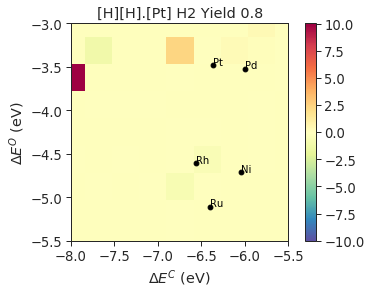 [H][H].[Pt] H2 Yield 0.8
−3.0
−3.5
−4.0
−4.5
−5.0
−5.5
ΔE^O (eV)
Pt
Pd
Rh
Ni
Ru
−8.0 −7.5 −7.0 −6.5 −6.0 −5.5
ΔE^C (eV)
10.0
7.5
5.0
2.5
0.0
−2.5
−5.0
−7.5
−10.0